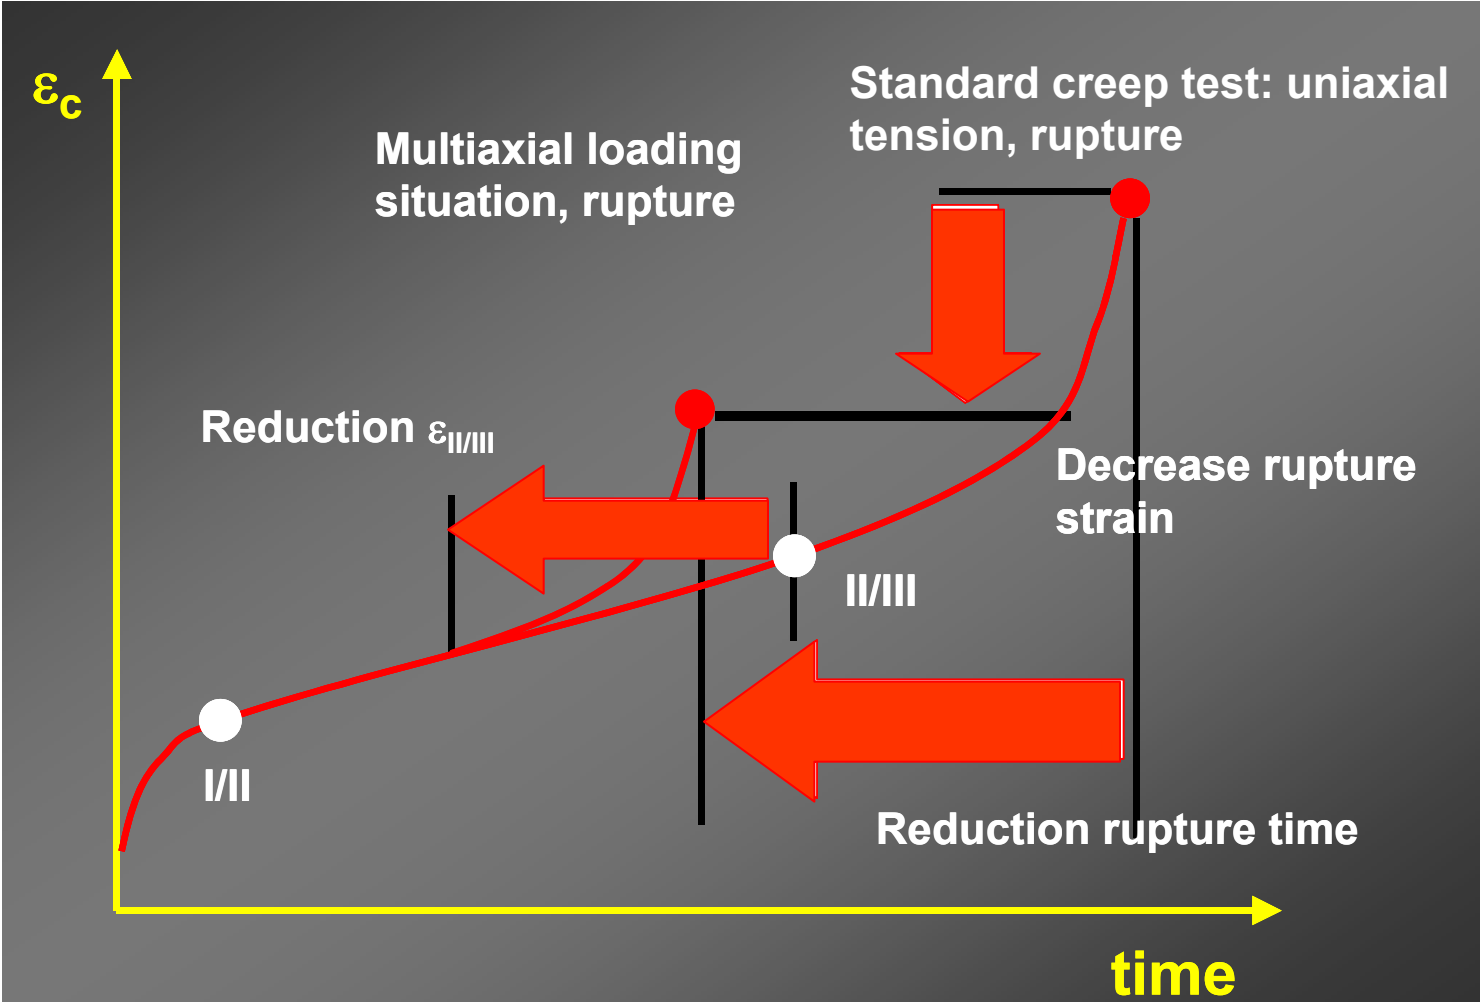 εc
Standard creep test: uniaxial
tension, rupture
Multiaxial loading
situation, rupture
Reduction εII/III
Decrease rupture
strain
II/III
I/II
Reduction rupture time
time